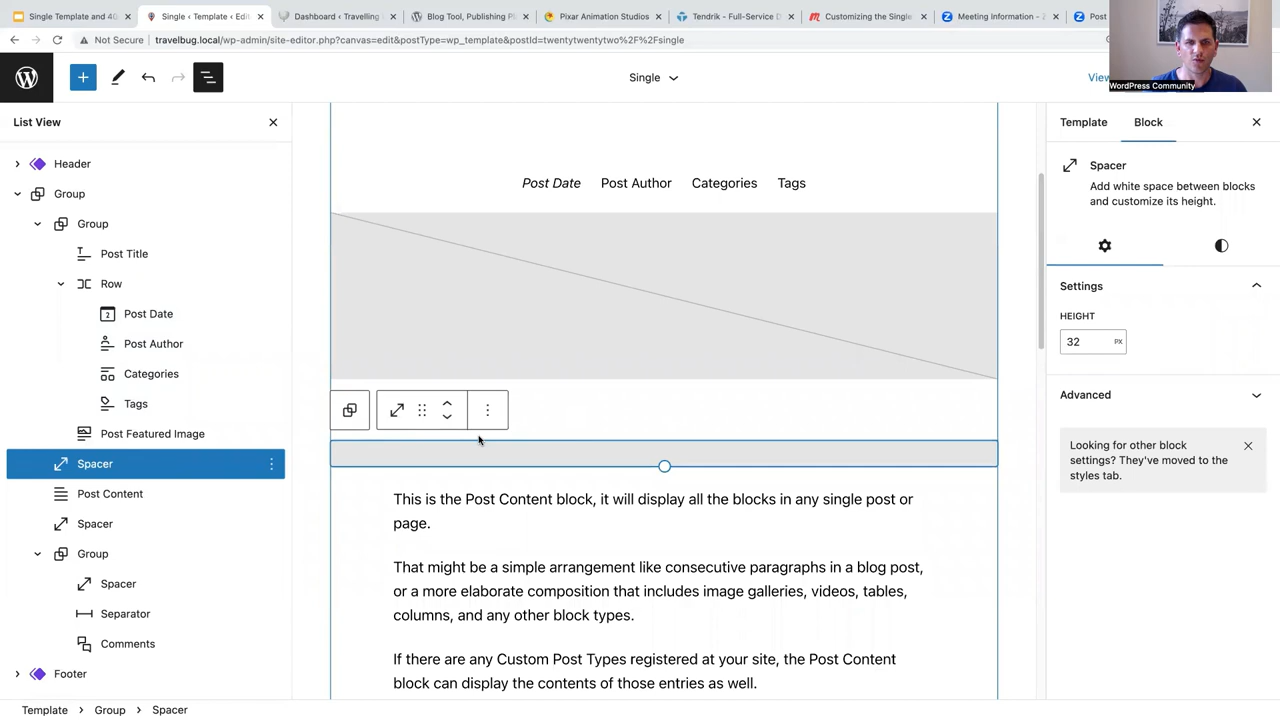 Single Template and 404
Single ‹ Template ‹ Edit
Dashboard ‹ Travelling
Blog Tool, Publishing Pl
Pixar Animation Studios
Tendrik - Full-Service D
Customizing the Single
Meeting Information - Z
Post
Not Secure
travelbug.local/wp-admin/site-editor.php?canvas=edit&postType=wp_template&postId=twentytwentytwo%2F%2Fsingle
WordPress Community
Single
View
List View
Header
Group
Group
Post Title
Row
Post Date
2
Post Author
Categories
Tags
Post Featured Image
Spacer
Post Content
Spacer
Group
Spacer
Separator
Comments
Footer
Post Date Post Author Categories Tags
This is the Post Content block, it will display all the blocks in any single post or
page.
That might be a simple arrangement like consecutive paragraphs in a blog post,
or a more elaborate composition that includes image galleries, videos, tables,
columns, and any other block types.
If there are any Custom Post Types registered at your site, the Post Content
block can display the contents of those entries as well.
Template Block
Spacer
Add white space between blocks
and customize its height.
Settings
HEIGHT
32 PX
Advanced
Looking for other block
settings? They've moved to the
styles tab.
Template › Group › Spacer